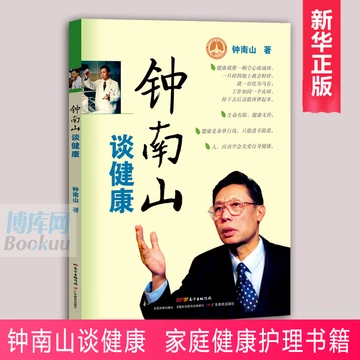 新华正版
钟南山 著
健康就像一颗空心玻璃球，
一旦掉到地上就会粉碎，
就一切化为乌有。
工作如同一个皮球，
掉下去后还能再弹起来。
生命有限，健康无价。
健康是条单行线，只能进不能退。
人，应该学会关爱自身健康。
钟南山
谈健康
钟南山
谈健康
钟南山 著
博库网
Bookuu
钟南山谈健康 家庭健康护理书籍